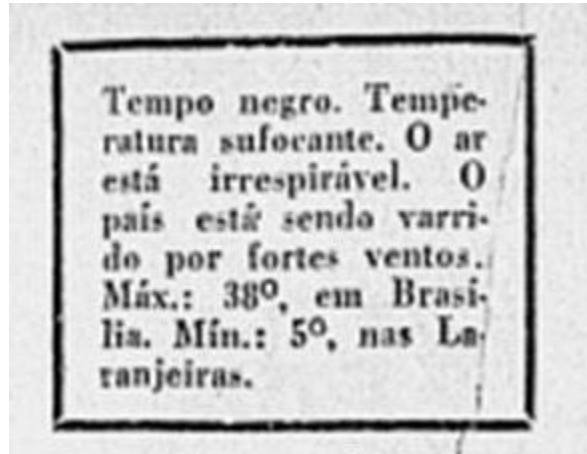 Tempo negro. Tempe-
ratura sufocante. O ar
está irrespirável. O
país está sendo varri-
do por fortes ventos.
Máx.: 38º, em Brasí-
lia. Mín.: 5º, nas La-
ranjeiras.